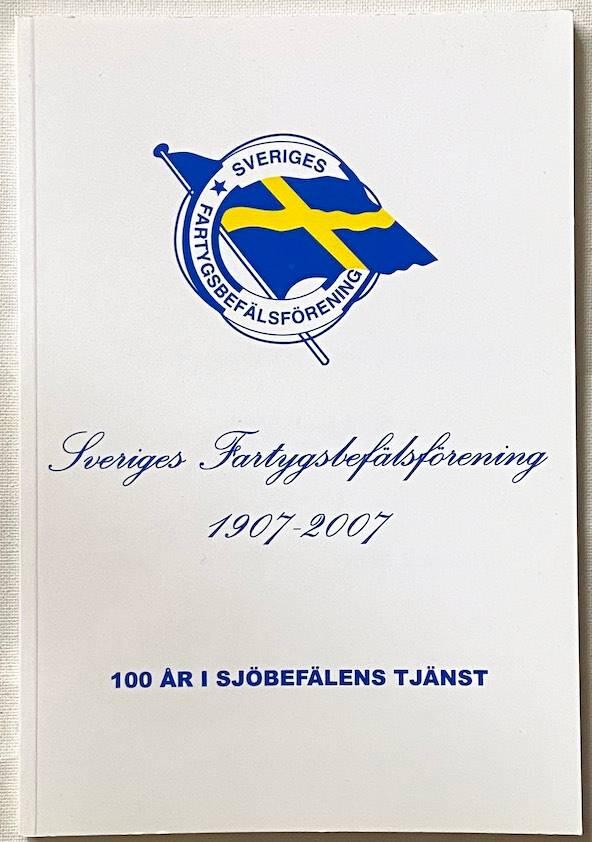 SVERIGES
FARTYGSBEFÄLSFÖRENING
Sveriges Fartygsbefälsförening
1907-2007
100 ÅR I SJÖBEFÄLENS TJÄNST